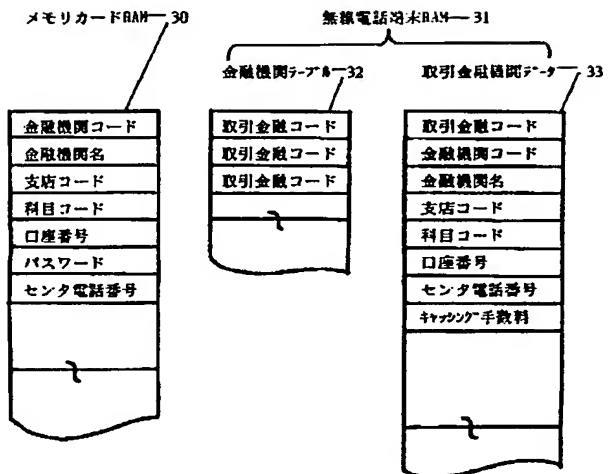 メモリカードRAM 30
無線電話端末RAM 31
金融機関テーブル 32
取引金融機関データ 33
金融機関コード
金融機関名
支店コード
科目コード
口座番号
パスワード
センタ電話番号
取引金融コード
取引金融コード
取引金融コード
取引金融コード
金融機関コード
金融機関名
支店コード
科目コード
口座番号
センタ電話番号
キャッシング手数料